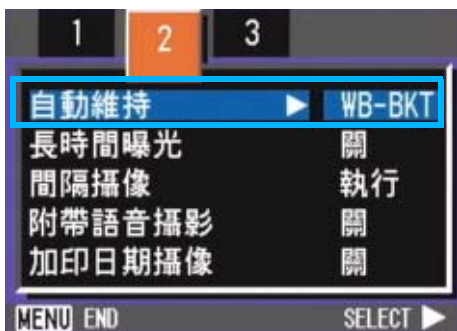 1 2 3
自動維持 ▶ WB-BKT
長時間曝光 關
間隔攝像 執行
附帶語音攝影 關
加印日期攝像 關
MENU END SELECT ▶